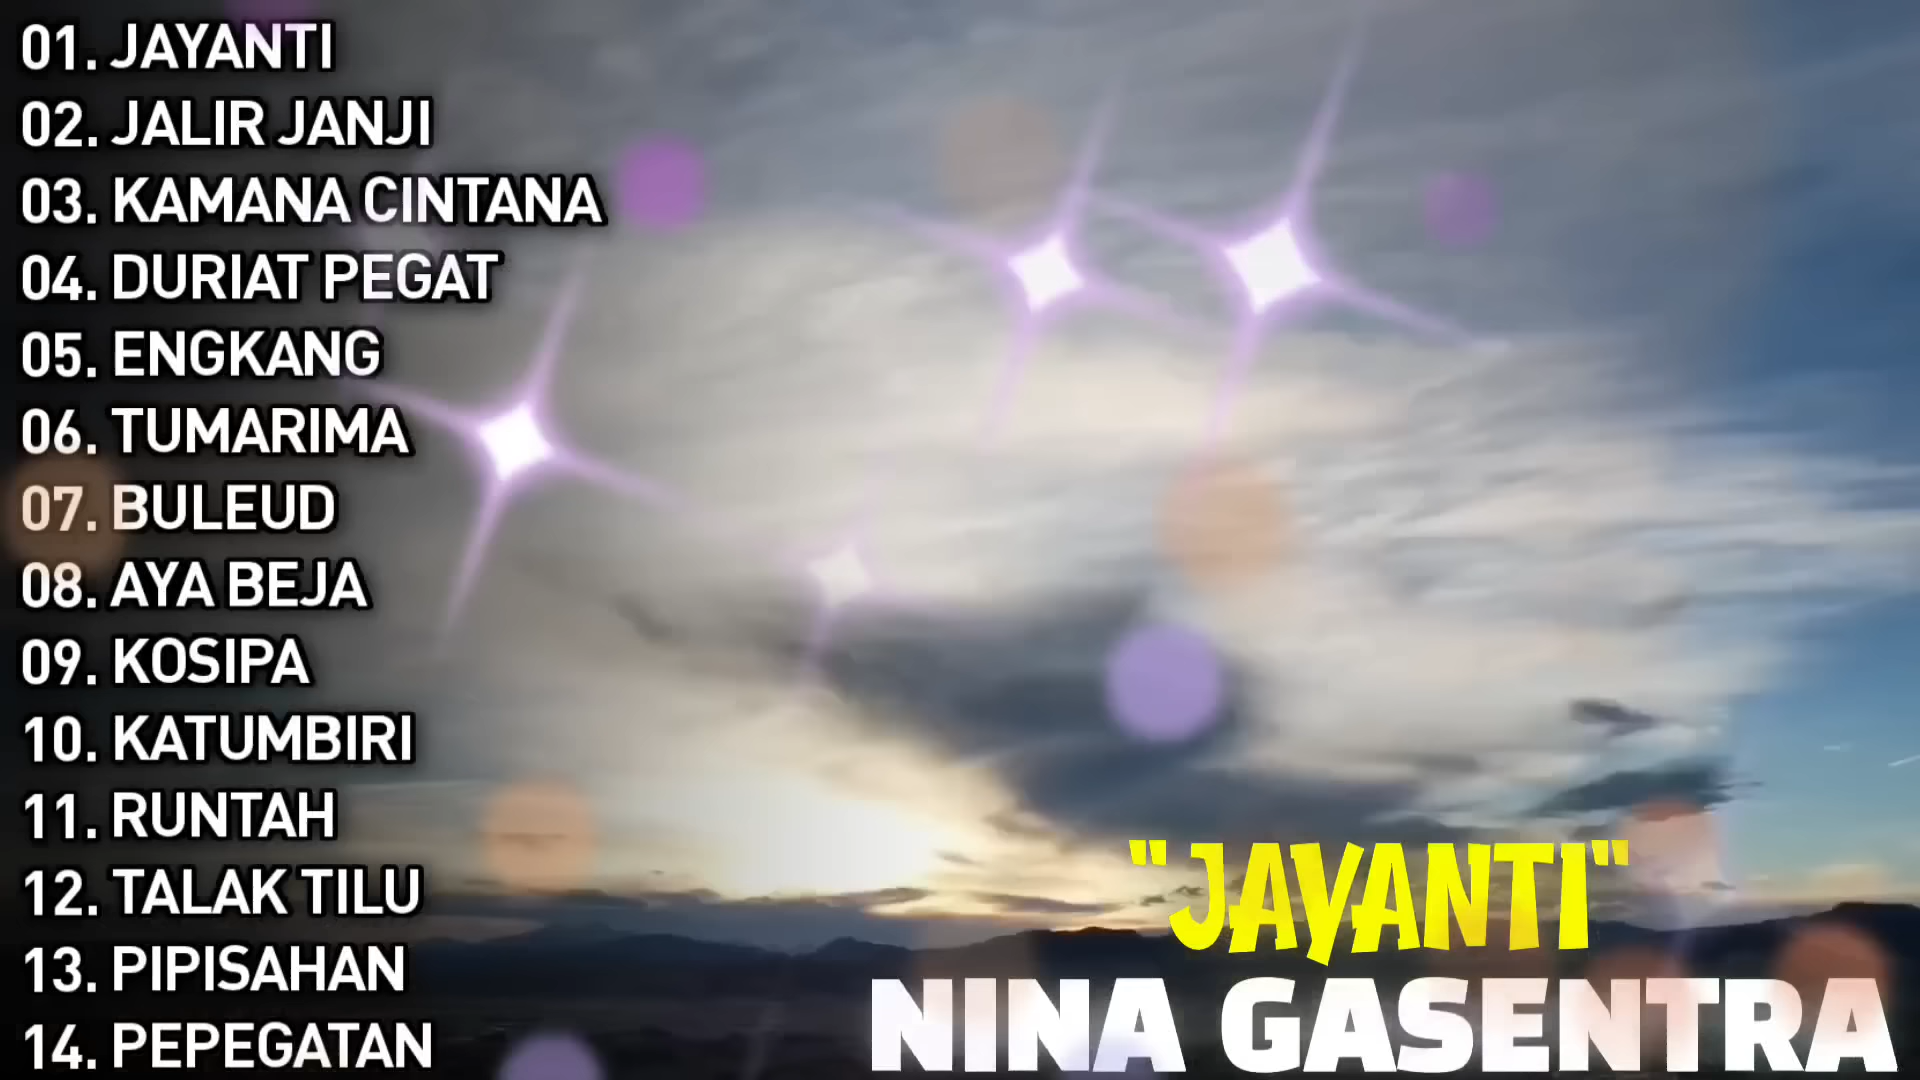 01. JAYANTI
02. JALIR JANJI
03. KAMANA CINTANA
04. DURIAT PEGAT
05. ENGKANG
06. TUMARIMA
07. BULEUD
08. AYA BEJA
09. KOSIPA
10. KATUMBIRI
11. RUNTAH
12. TALAK TILU
13. PIPISAHAN
14. PEPEGATAN
"JAYANTI"
NINA GASENTRA